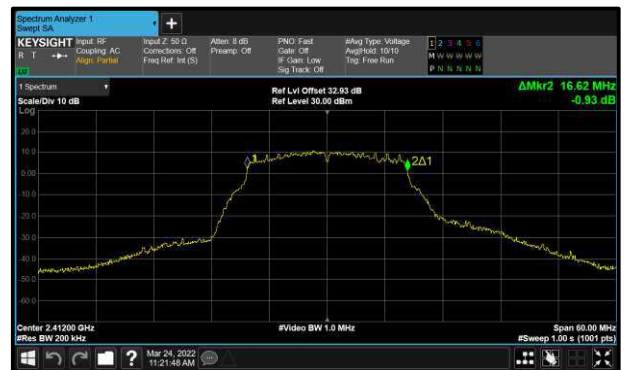 Spectrum Analyzer 1
Swept SA
+
KEYSIGHT Input: RF Input Z: 50 Ω Atten: 8 dB PNO: Fast #Avg Type: Voltage 1 2 3 4 5 6
R T Coupling: AC Corrections: Off Preamp: Off Gate: Off Avg|Hold: 10/10 M W W W W W
Align: Partial Freq Ref: Int (S) IF Gain: Low Trig: Free Run
Sig Track: Off P N N N N N
1 Spectrum Ref Lvl Offset 32.93 dB ΔMkr2 16.62 MHz
Scale/Div 10 dB Ref Level 30.00 dBm -0.93 dB
Log
20.0
10.0
0.00
-10.0
-20.0
-30.0
-40.0
-50.0
-60.0
1
2Δ1
Center 2.41200 GHz #Video BW 1.0 MHz Span 60.00 MHz
#Res BW 200 kHz #Sweep 1.00 s (1001 pts)
? Mar 24, 2022
11:21:48 AM